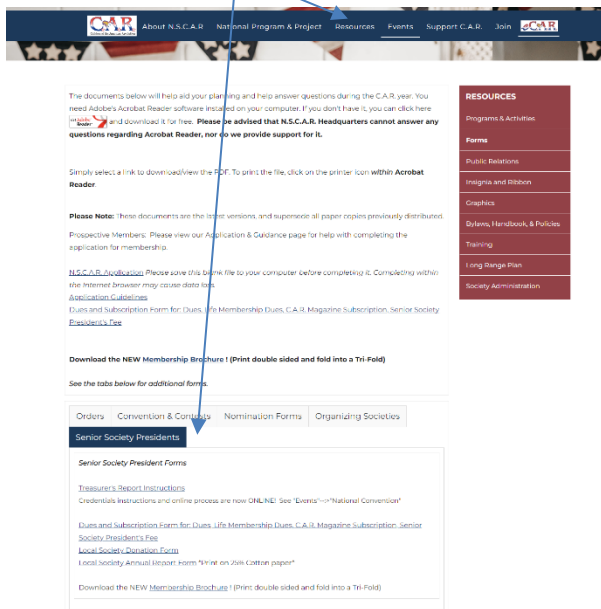 C.A.R. About N.S.C.A.R National Program & Project Resources Events Support C.A.R. Join eCAR
The documents below will help aid your planning and help answer questions during the C.A.R. year. You
need Adobe's Acrobat Reader software installed on your computer. If you don't have it, you can click here
Get Adobe Reader and download it for free. Please be advised that N.S.C.A.R. Headquarters cannot answer any
questions regarding Acrobat Reader, nor do we provide support for it.
Simply select a link to download/view the PDF. To print the file, click on the printer icon within Acrobat
Reader.
Please Note: These documents are the latest versions, and supersede all paper copies previously distributed.
Prospective Members: Please view our Application & Guidance page for help with completing the
application for membership.
N.S.C.A.R. Application Please save this blank file to your computer before completing it. Completing within
the Internet browser may cause data loss.
Application Guidelines
Dues and Subscription Form for: Dues, Life Membership Dues, C.A.R. Magazine Subscription, Senior Society
President's Fee
Download the NEW Membership Brochure ! (Print double sided and fold into a Tri-Fold)
See the tabs below for additional forms.
RESOURCES
Programs & Activities
Forms
Public Relations
Insignia and Ribbon
Graphics
Bylaws, Handbook, & Policies
Training
Long Range Plan
Society Administration
Orders Convention & Contests Nomination Forms Organizing Societies
Senior Society Presidents
Senior Society President Forms
Treasurer's Report Instructions
Credentials instructions and online process are now ONLINE! See "Events"-->"National Convention"
Dues and Subscription Form for: Dues, Life Membership Dues, C.A.R. Magazine Subscription, Senior
Society President's Fee
Local Society Donation Form
Local Society Annual Report Form *Print on 25% Cotton paper*
Download the NEW Membership Brochure ! (Print double sided and fold into a Tri-Fold)